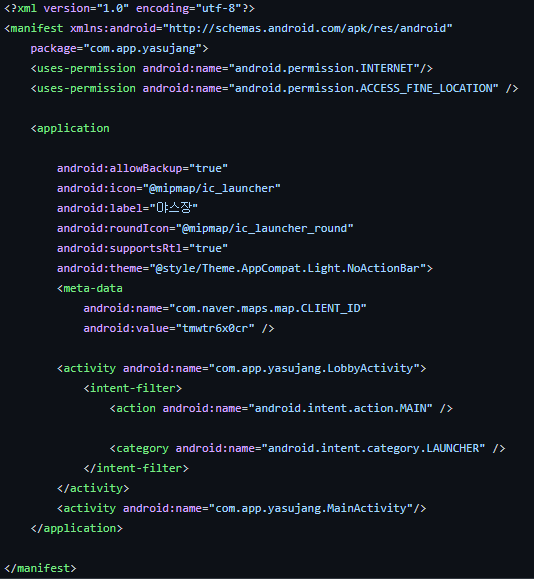 <?xml version="1.0" encoding="utf-8"?>
<manifest xmlns:android="http://schemas.android.com/apk/res/android"
    package="com.app.yasujang">
    <uses-permission android:name="android.permission.INTERNET"/>
    <uses-permission android:name="android.permission.ACCESS_FINE_LOCATION" />
    <application
        android:allowBackup="true"
        android:icon="@mipmap/ic_launcher"
        android:label="야스장"
        android:roundIcon="@mipmap/ic_launcher_round"
        android:supportsRtl="true"
        android:theme="@style/Theme.AppCompat.Light.NoActionBar">
        <meta-data
            android:name="com.naver.maps.map.CLIENT_ID"
            android:value="tmwtr6x0cr" />
        <activity android:name="com.app.yasujang.LobbyActivity">
            <intent-filter>
                <action android:name="android.intent.action.MAIN" />
                <category android:name="android.intent.category.LAUNCHER" />
            </intent-filter>
        </activity>
        <activity android:name="com.app.yasujang.MainActivity"/>
    </application>
</manifest>